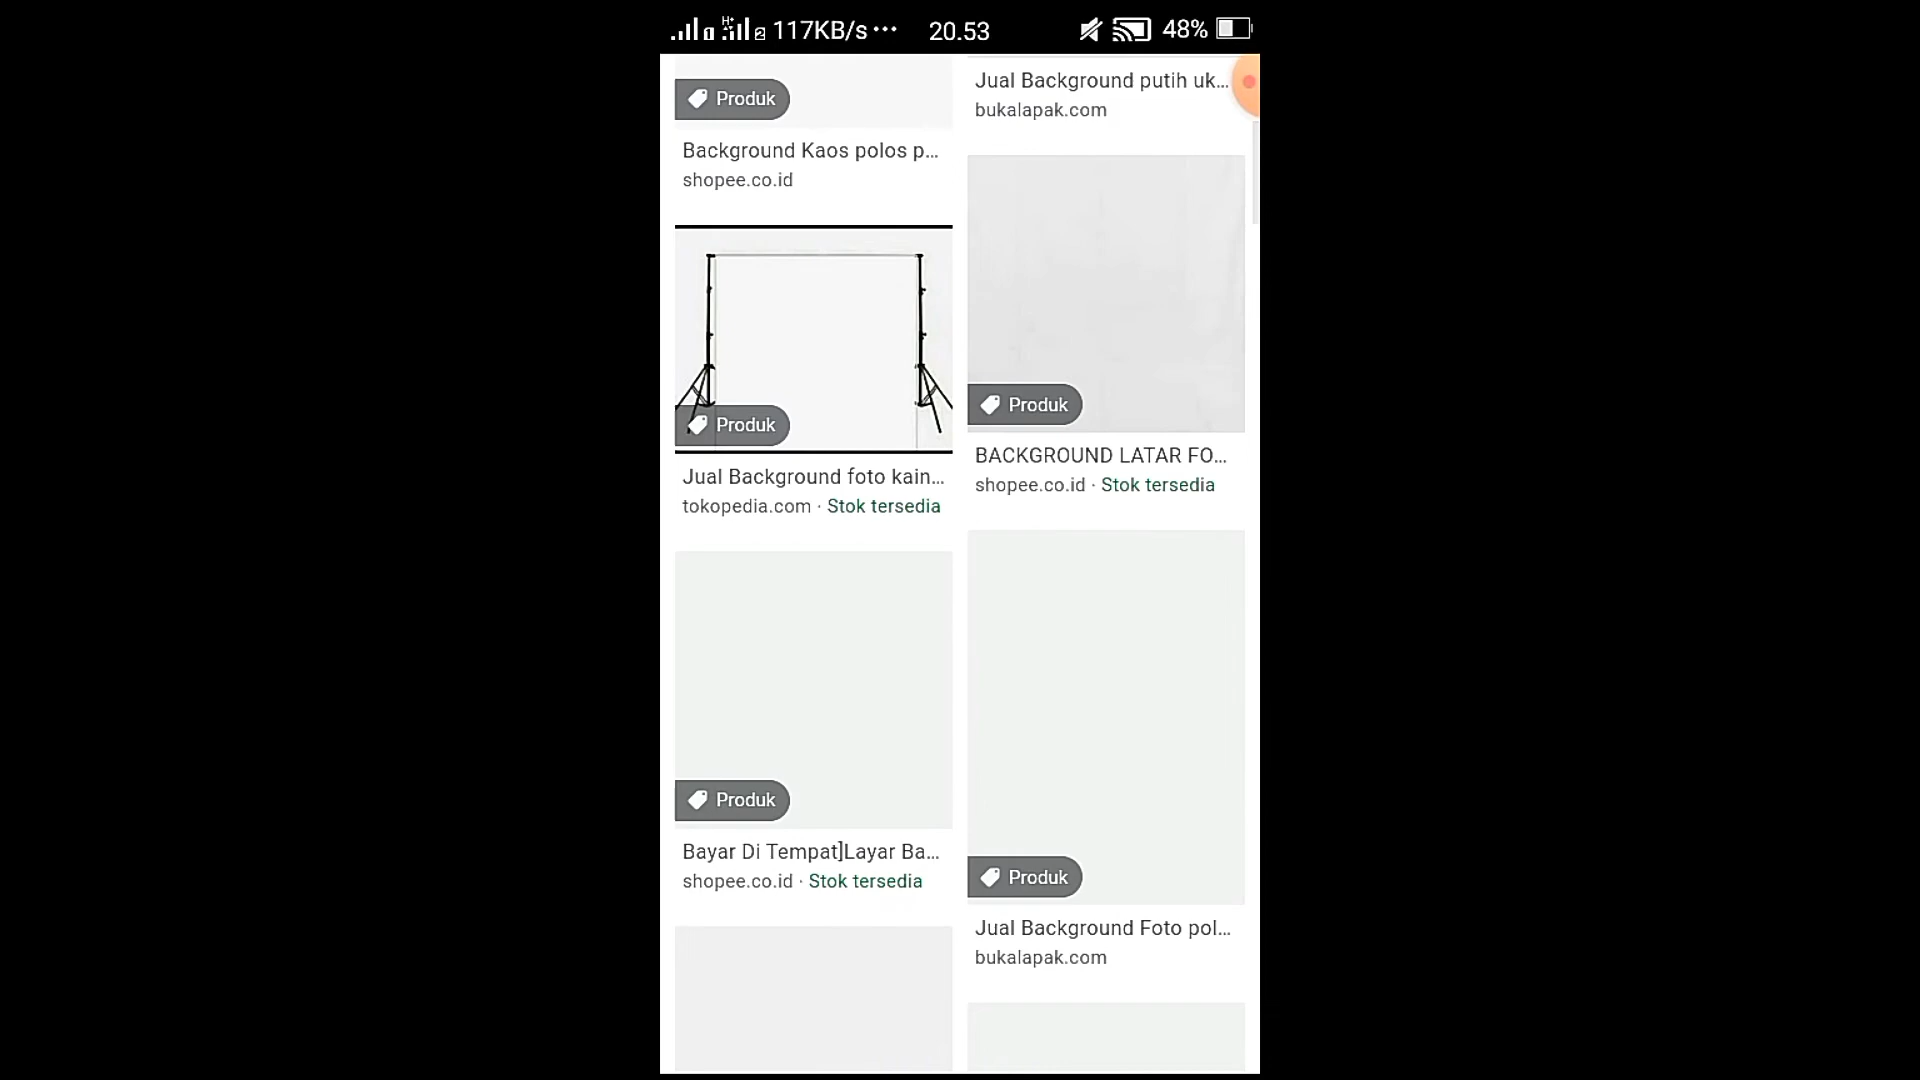 117KB/s··· 20.53 48%
Produk
Background Kaos polos p...
shopee.co.id
Produk
Jual Background foto kain...
tokopedia.com · Stok tersedia
Produk
Bayar Di Tempat]Layar Ba...
shopee.co.id · Stok tersedia
Jual Background putih uk...
bukalapak.com
Produk
BACKGROUND LATAR FO...
shopee.co.id · Stok tersedia
Produk
Jual Background Foto pol...
bukalapak.com